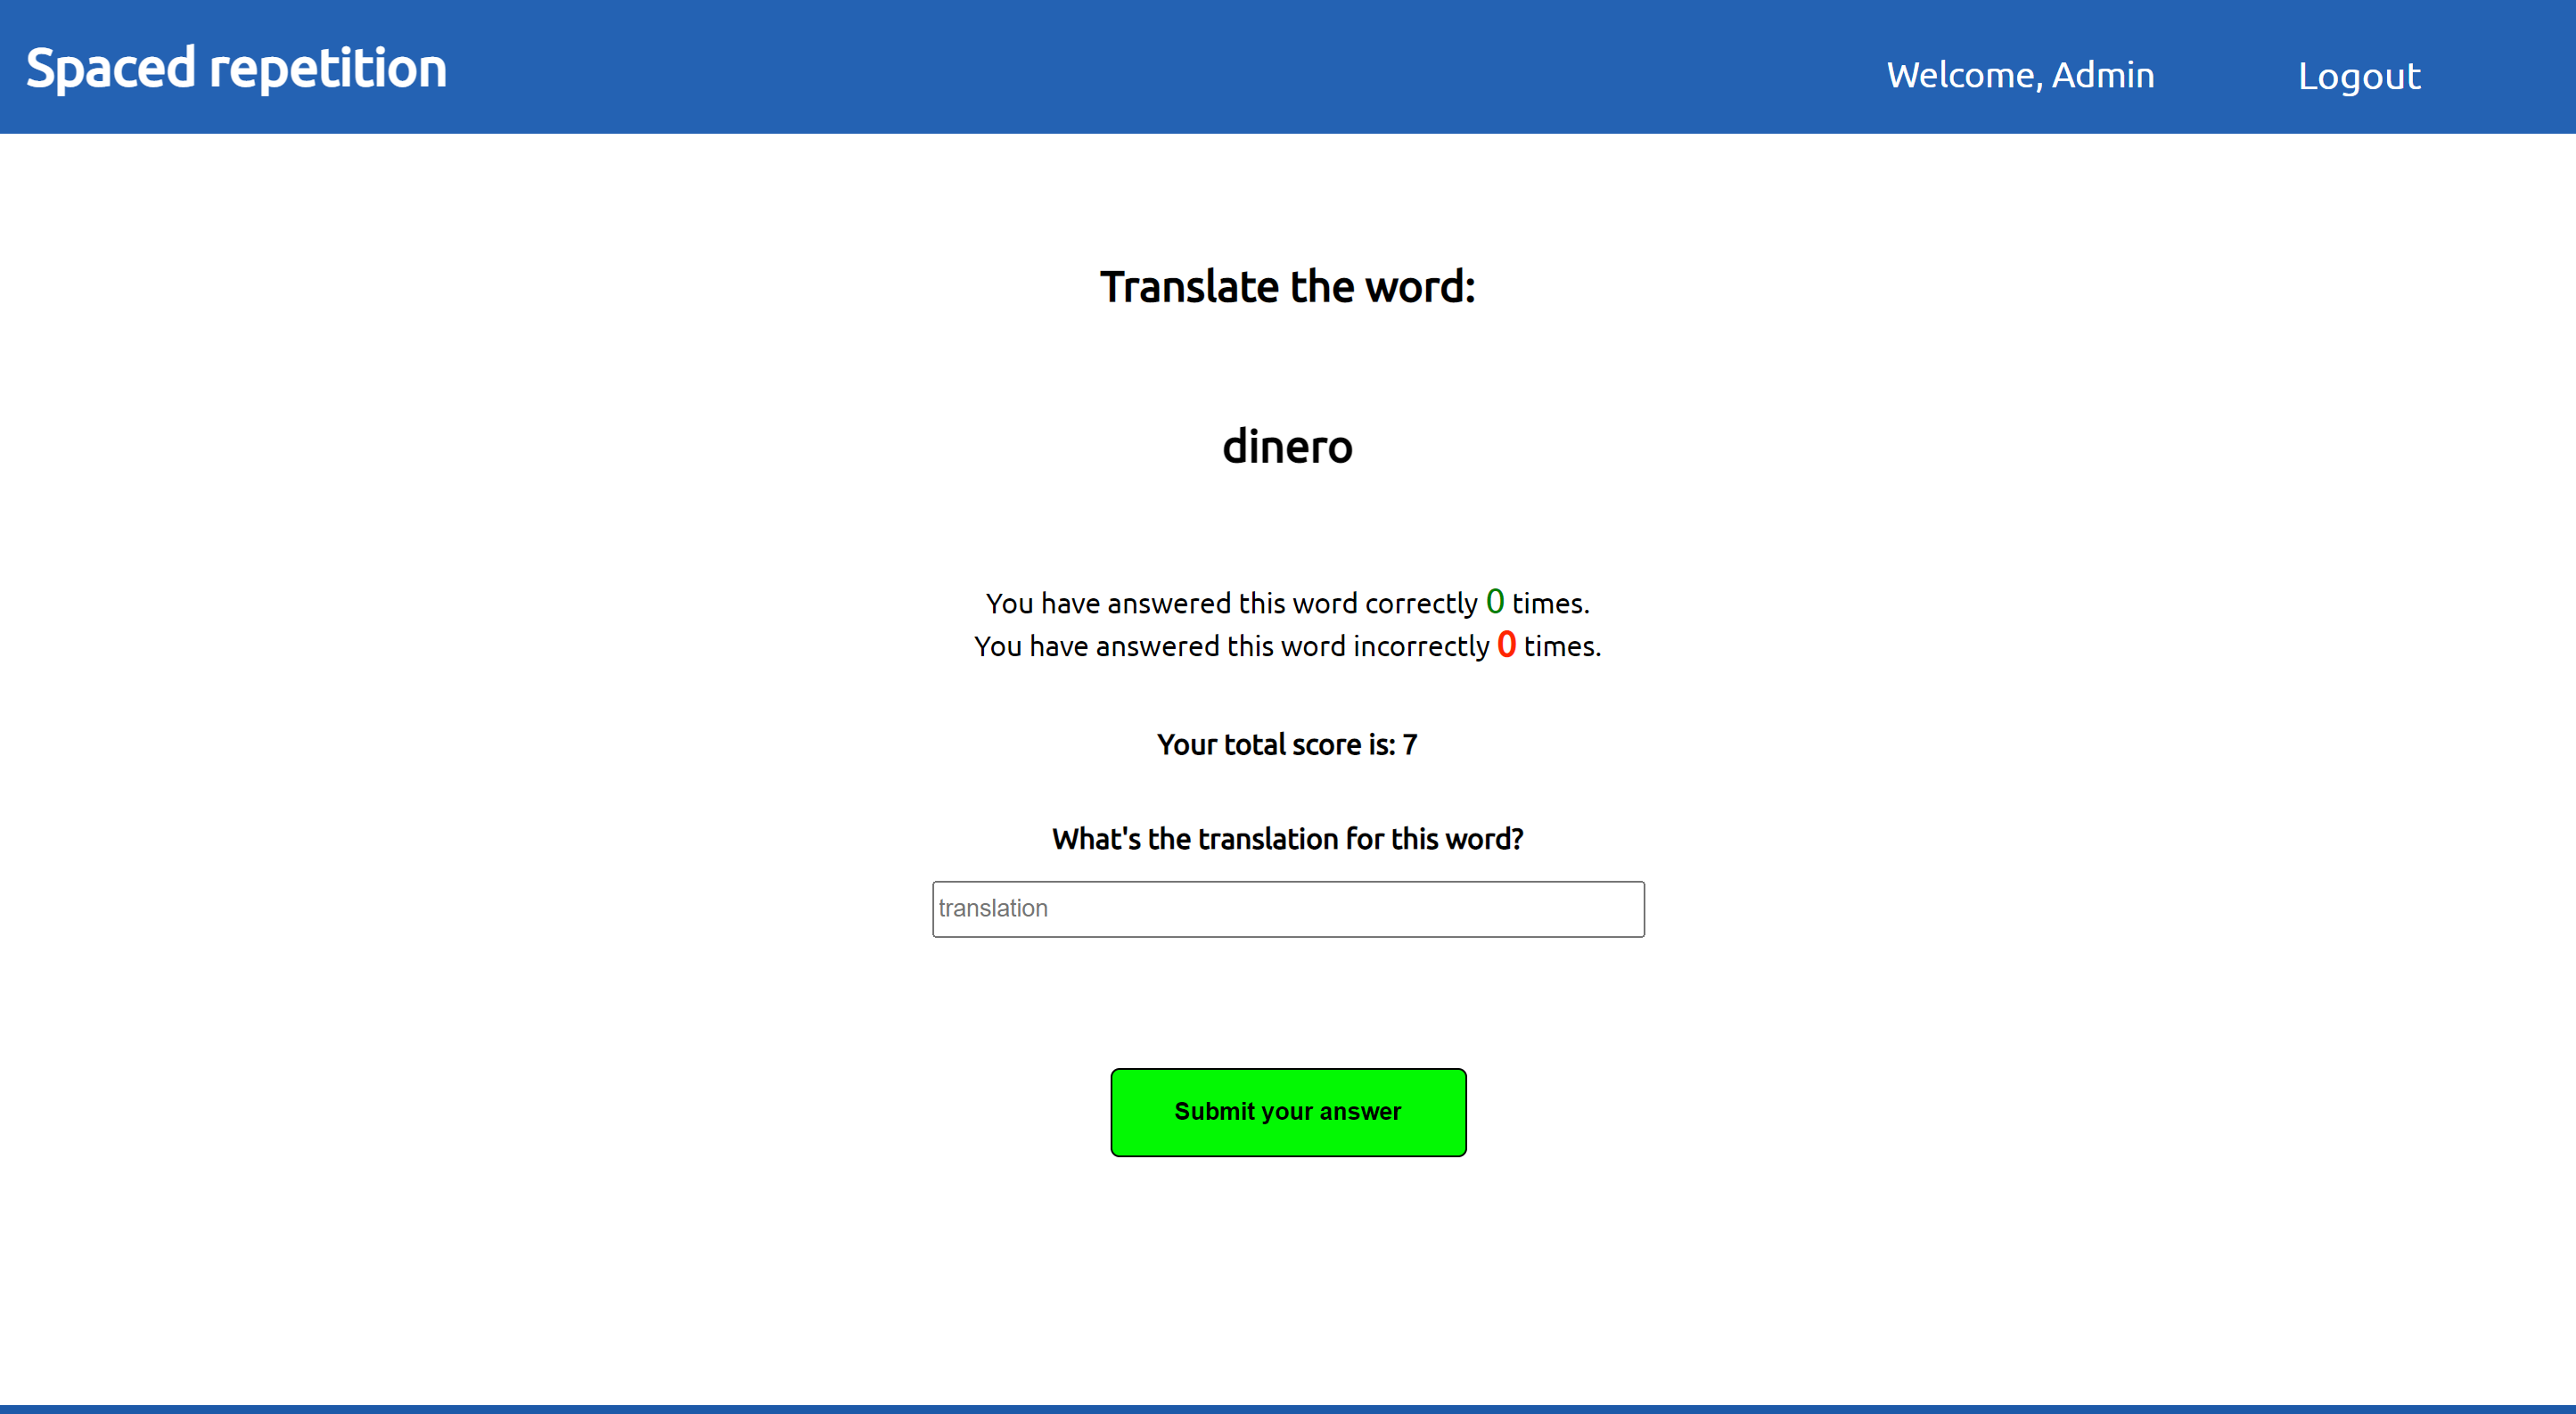 Spaced repetition
Welcome, Admin
Logout
Translate the word:
dinero
You have answered this word correctly 0 times.
You have answered this word incorrectly 0 times.
Your total score is: 7
What's the translation for this word?
translation
Submit your answer